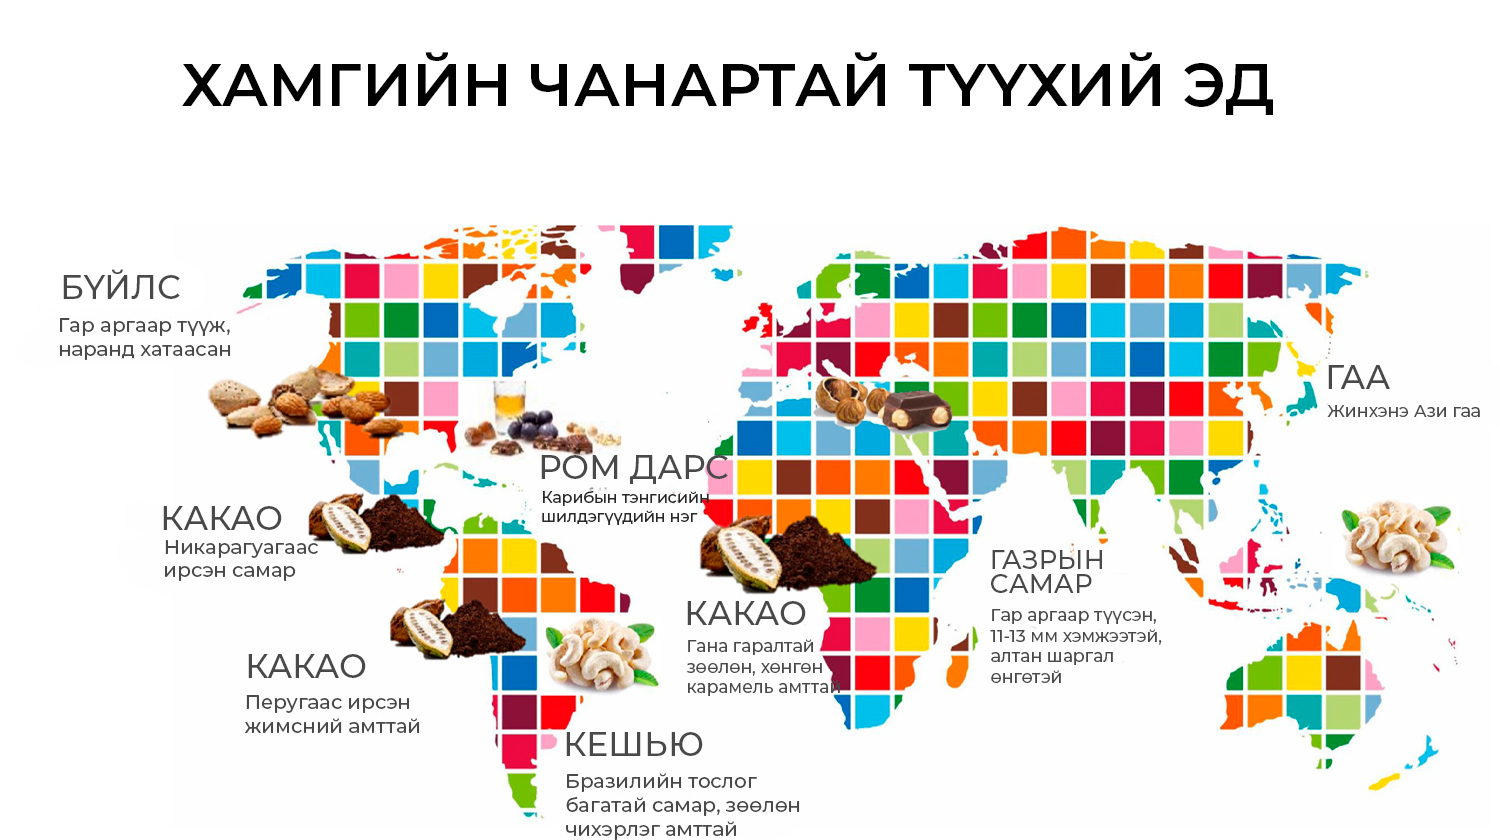 ХАМГИЙН ЧАНАРТАЙ ТҮҮХИЙ ЭД
БҮЙЛС
Гар аргаар түүж,
наранд хатаасан
ГАА
Жинхэнэ Ази гаа
РОМ ДАРС
Карибын тэнгисийн
шилдэгүүдийн нэг
КАКАО
Никарагуагаас
ирсэн самар
ГАЗРЫН
САМАР
Гар аргаар түүсэн,
11-13 мм хэмжээтэй,
алтан шаргал
өнгөтэй
КАКАО
Гана гаралтай
зөөлөн, хөнгөн
карамель амттай
КАКАО
Перугаас ирсэн
жимсний амттай
КЕШЬЮ
Бразилийн тослог
багатай самар, зөөлөн
чихэрлэг амттай